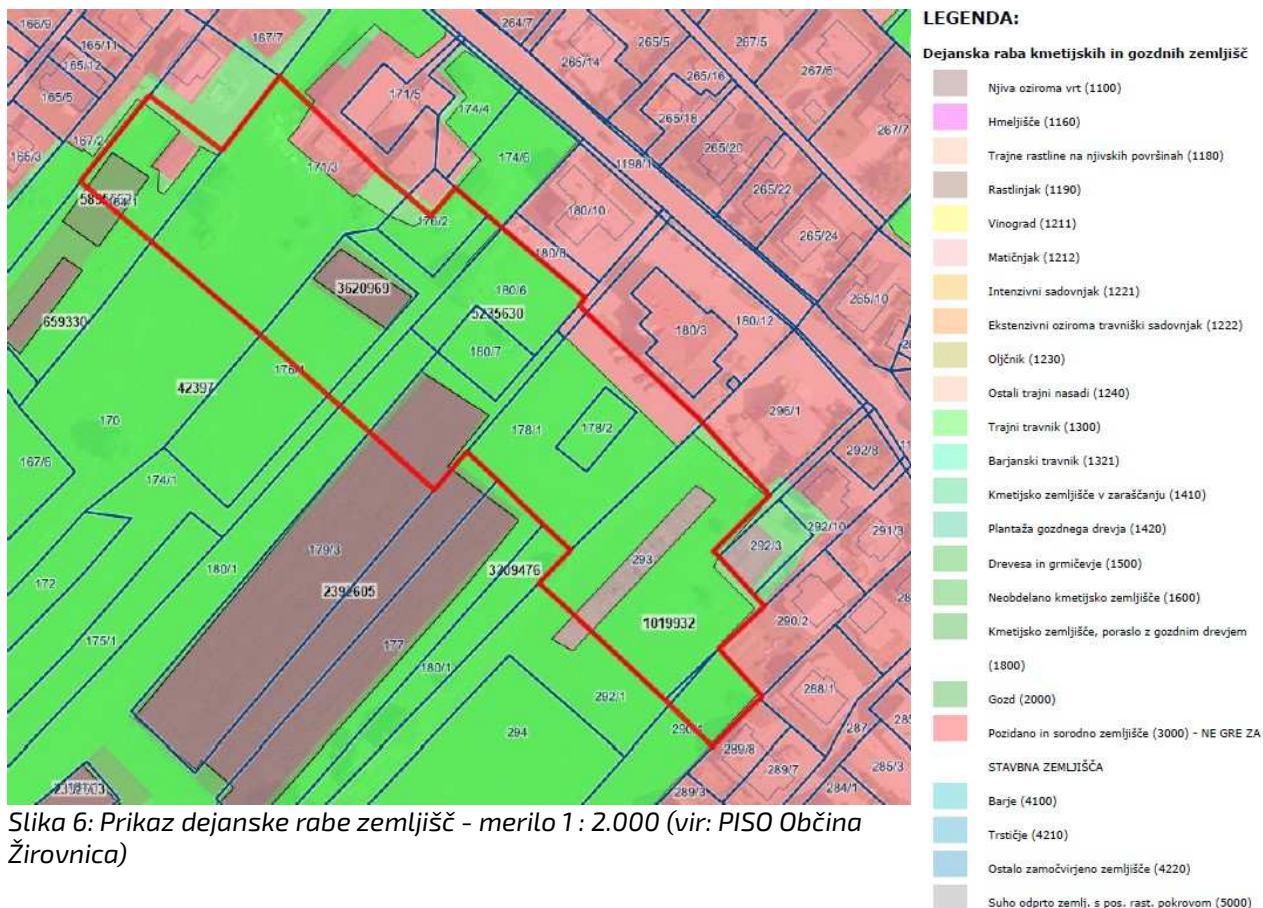 166/9
165/11
165/12
165/5
165/3
167/7
167/2
264/7
265/5
267/5
265/14
265/16
267/6
171/5
174/4
265/18
267/7
265/20
174/6
1198/1
171/3
265/22
180/10
176/2
265/24
180/8
3620969
180/6
265/10
5235630
659330
180/3
180/12
180/7
176/1
42397
295/1
170
178/1
178/2
292/8
167/6
174/1
292/10
291/3
179/3
292/3
293
172
180/1
3209476
2392605
1019932
290/2
175/1
177
180/1
288/1
292/1
287
294
289/8
289/7
285/3
289/3
284/1
LEGENDA:
Dejanska raba kmetijskih in gozdnih zemljišč
Njiva oziroma vrt (1100)
Hmeljišče (1160)
Trajne rastline na njivskih površinah (1180)
Rastlinjak (1190)
Vinograd (1211)
Matičnjak (1212)
Intenzivni sadovnjak (1221)
Ekstenzivni oziroma travniški sadovnjak (1222)
Oljčnik (1230)
Ostali trajni nasadi (1240)
Trajni travnik (1300)
Barjanski travnik (1321)
Kmetijsko zemljišče v zaraščanju (1410)
Plantaža gozdnega drevja (1420)
Drevesa in grmičevje (1500)
Neobdelano kmetijsko zemljišče (1600)
Kmetijsko zemljišče, poraslo z gozdnim drevjem
(1800)
Gozd (2000)
Pozidano in sorodno zemljišče (3000) - NE GRE ZA
STAVBNA ZEMLJIŠČA
Barje (4100)
Trstičje (4210)
Ostalo zamočvirjeno zemljišče (4220)
Suho odprto zemlj. s pos. rast. pokrovom (5000)
Slika 6: Prikaz dejanske rabe zemljišč - merilo 1 : 2.000 (vir: PISO Občina
Žirovnica)